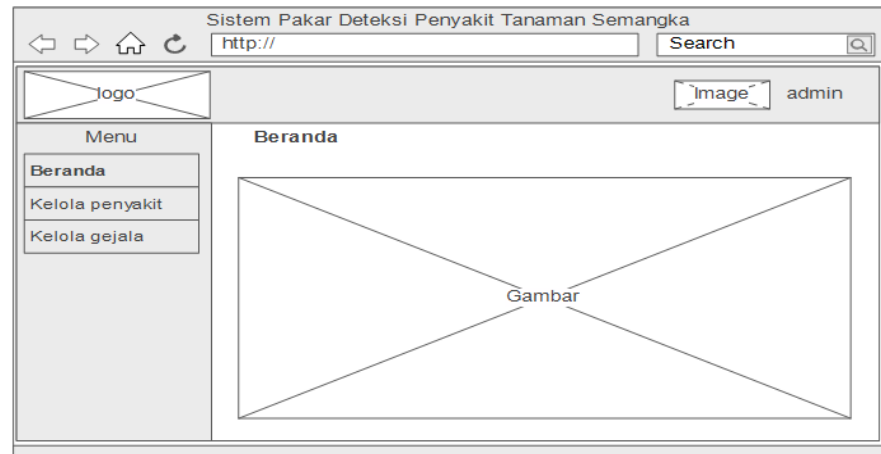 Sistem Pakar Deteksi Penyakit Tanaman Semangka
http://
Search
logo
Image
admin
Menu
Beranda
Beranda
Kelola penyakit
Kelola gejala
Gambar